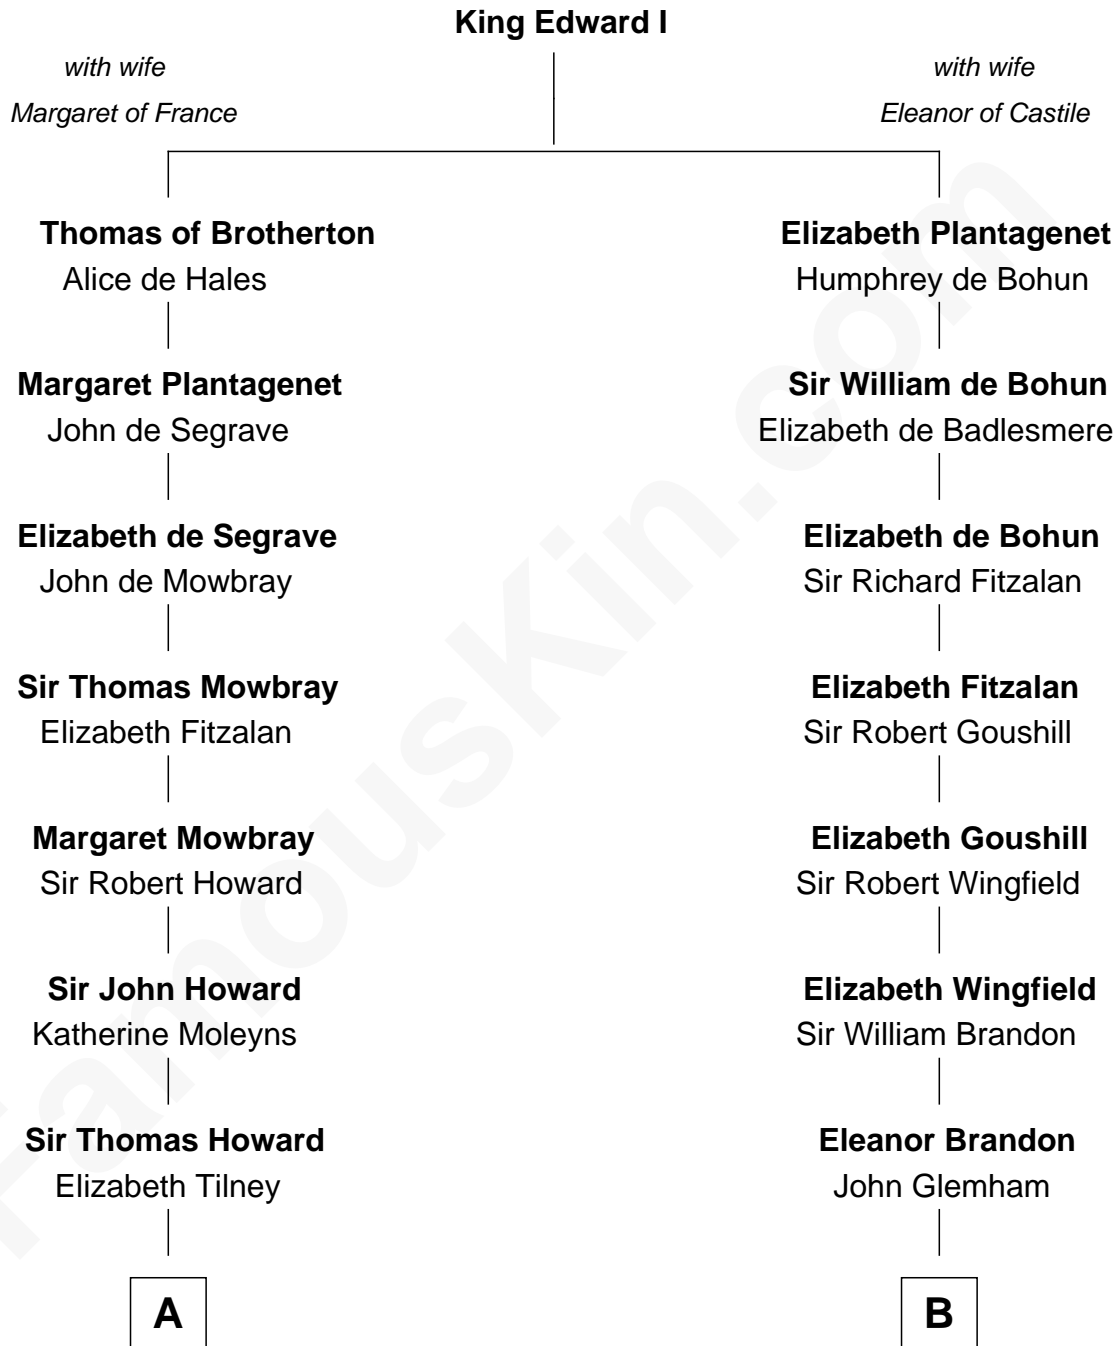 King Edward I
with wife
Margaret of France
with wife
Eleanor of Castile
Thomas of Brotherton
Alice de Hales
Elizabeth Plantagenet
Humphrey de Bohun
Margaret Plantagenet
John de Segrave
Sir William de Bohun
Elizabeth de Badlesmere
Elizabeth de Segrave
John de Mowbray
Elizabeth de Bohun
Sir Richard Fitzalan
Sir Thomas Mowbray
Elizabeth Fitzalan
Elizabeth Fitzalan
Sir Robert Goushill
Margaret Mowbray
Sir Robert Howard
Elizabeth Goushill
Sir Robert Wingfield
Sir John Howard
Katherine Moleyns
Elizabeth Wingfield
Sir William Brandon
Sir Thomas Howard
Elizabeth Tilney
Eleanor Brandon
John Glemham
A
B
FamousKin.com